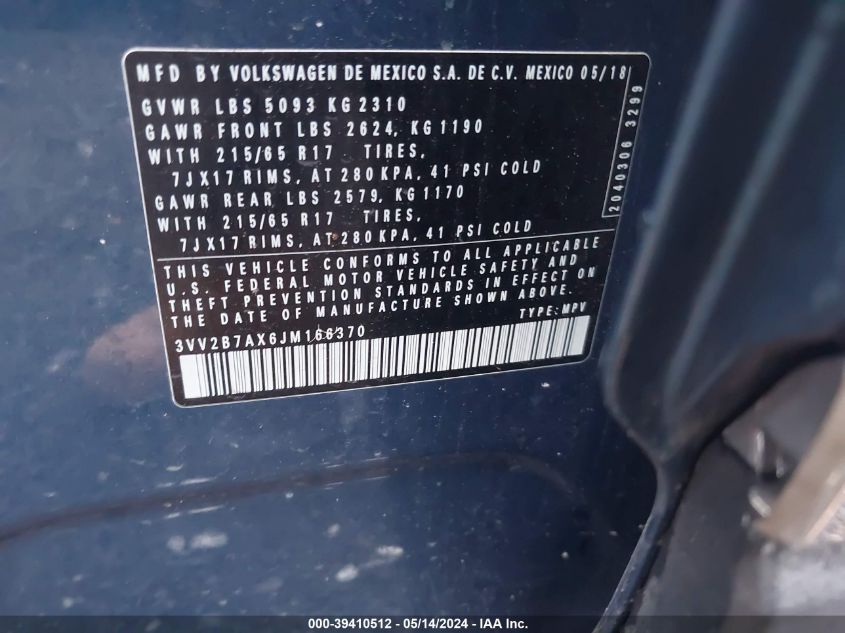 MFD BY VOLKSWAGEN DE MEXICO S.A. DE C.V. MEXICO 05/18
GVWR LBS 5093 KG 2310
GAWR FRONT LBS 2624, KG 1190
WITH 215/65 R17 TIRES,
7JX17 RIMS, AT 280 KPA, 41 PSI COLD
GAWR REAR LBS 2579, KG 1170
WITH 215/65 R17 TIRES,
7JX17 RIMS, AT 280 KPA, 41 PSI COLD
2040306 3299
THIS VEHICLE CONFORMS TO ALL APPLICABLE
U.S. FEDERAL MOTOR VEHICLE SAFETY AND
THEFT PREVENTION STANDARDS IN EFFECT ON
THE DATE OF MANUFACTURE SHOWN ABOVE.
TYPE: MPV
3VV2B7AX6JM166370
000-39410512 - 05/14/2024 - IAA Inc.